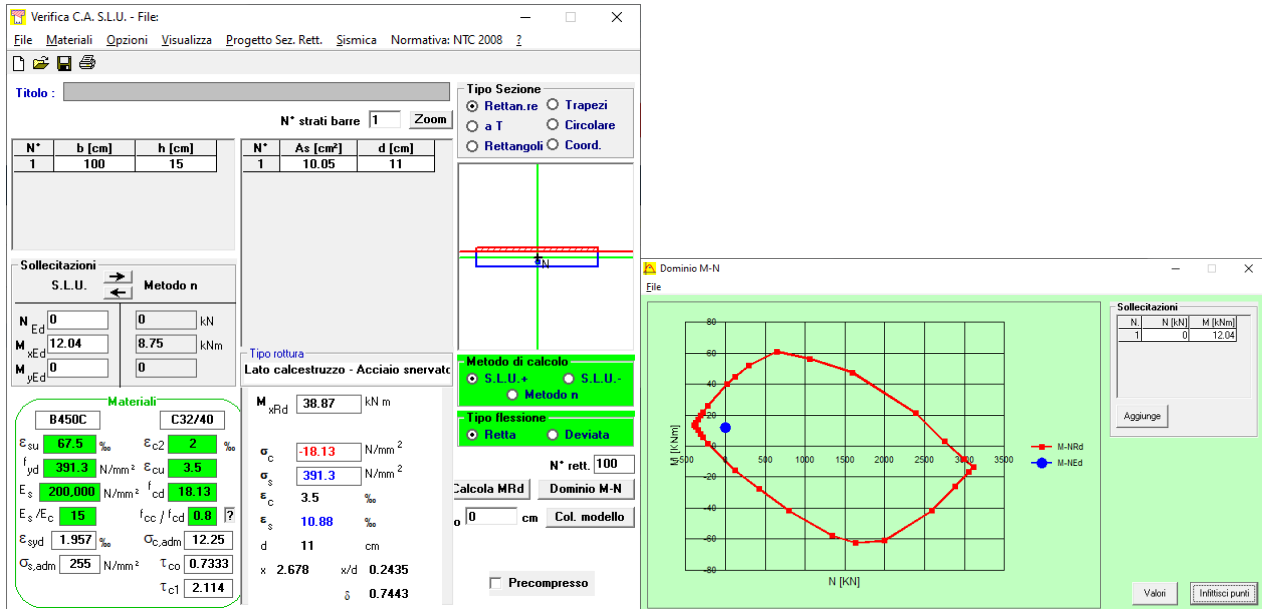 Verifica C.A. S.L.U. - File:
File Materiali Opzioni Visualizza Progetto Sez. Rett. Sismica Normativa: NTC 2008 ?
Titolo :
N° strati barre 1 Zoom
N° b [cm] h [cm]
1 100 15
N° As [cm²] d [cm]
1 10.05 11
Tipo Sezione
Rettan.re Trapezi
a T Circolare
Rettangoli Coord.
N
Sollecitazioni
S.L.U. Metodo n
N Ed 0 0 kN
M xEd 12.04 8.75 kNm
M yEd 0 0
Materiali
B450C C32/40
εsu 67.5 ‰ εc2 2 ‰
fyd 391.3 N/mm² εcu 3.5
Es 200,000 N/mm² fcd 18.13
Es/Ec 15 fcc / fcd 0.8 ?
εsyd 1.957 ‰ σc,adm 12.25
σs,adm 255 N/mm² τco 0.7333
τc1 2.114
Tipo rottura
Lato calcestruzzo - Acciaio snervato
M xRd 38.87 kN m
σc -18.13 N/mm²
σs 391.3 N/mm²
εc 3.5 ‰
εs 10.88 ‰
d 11 cm
x 2.678 x/d 0.2435
δ 0.7443
Metodo di calcolo
S.L.U.+ S.L.U.-
Metodo n
Tipo flessione
Retta Deviata
N° rett. 100
Calcola MRd Dominio M-N
o 0 cm Col. modello
Precompresso
Dominio M-N
File
80
60
40
20
0
-20
-40
-60
-80
M [KNm]
-500 0 500 1000 1500 2000 2500 3000 3500
N [KN]
M-NRd
M-NEd
Sollecitazioni
N. N [kN] M [kNm]
1 0 12.04
Aggiunge
Valori Infittisci punti